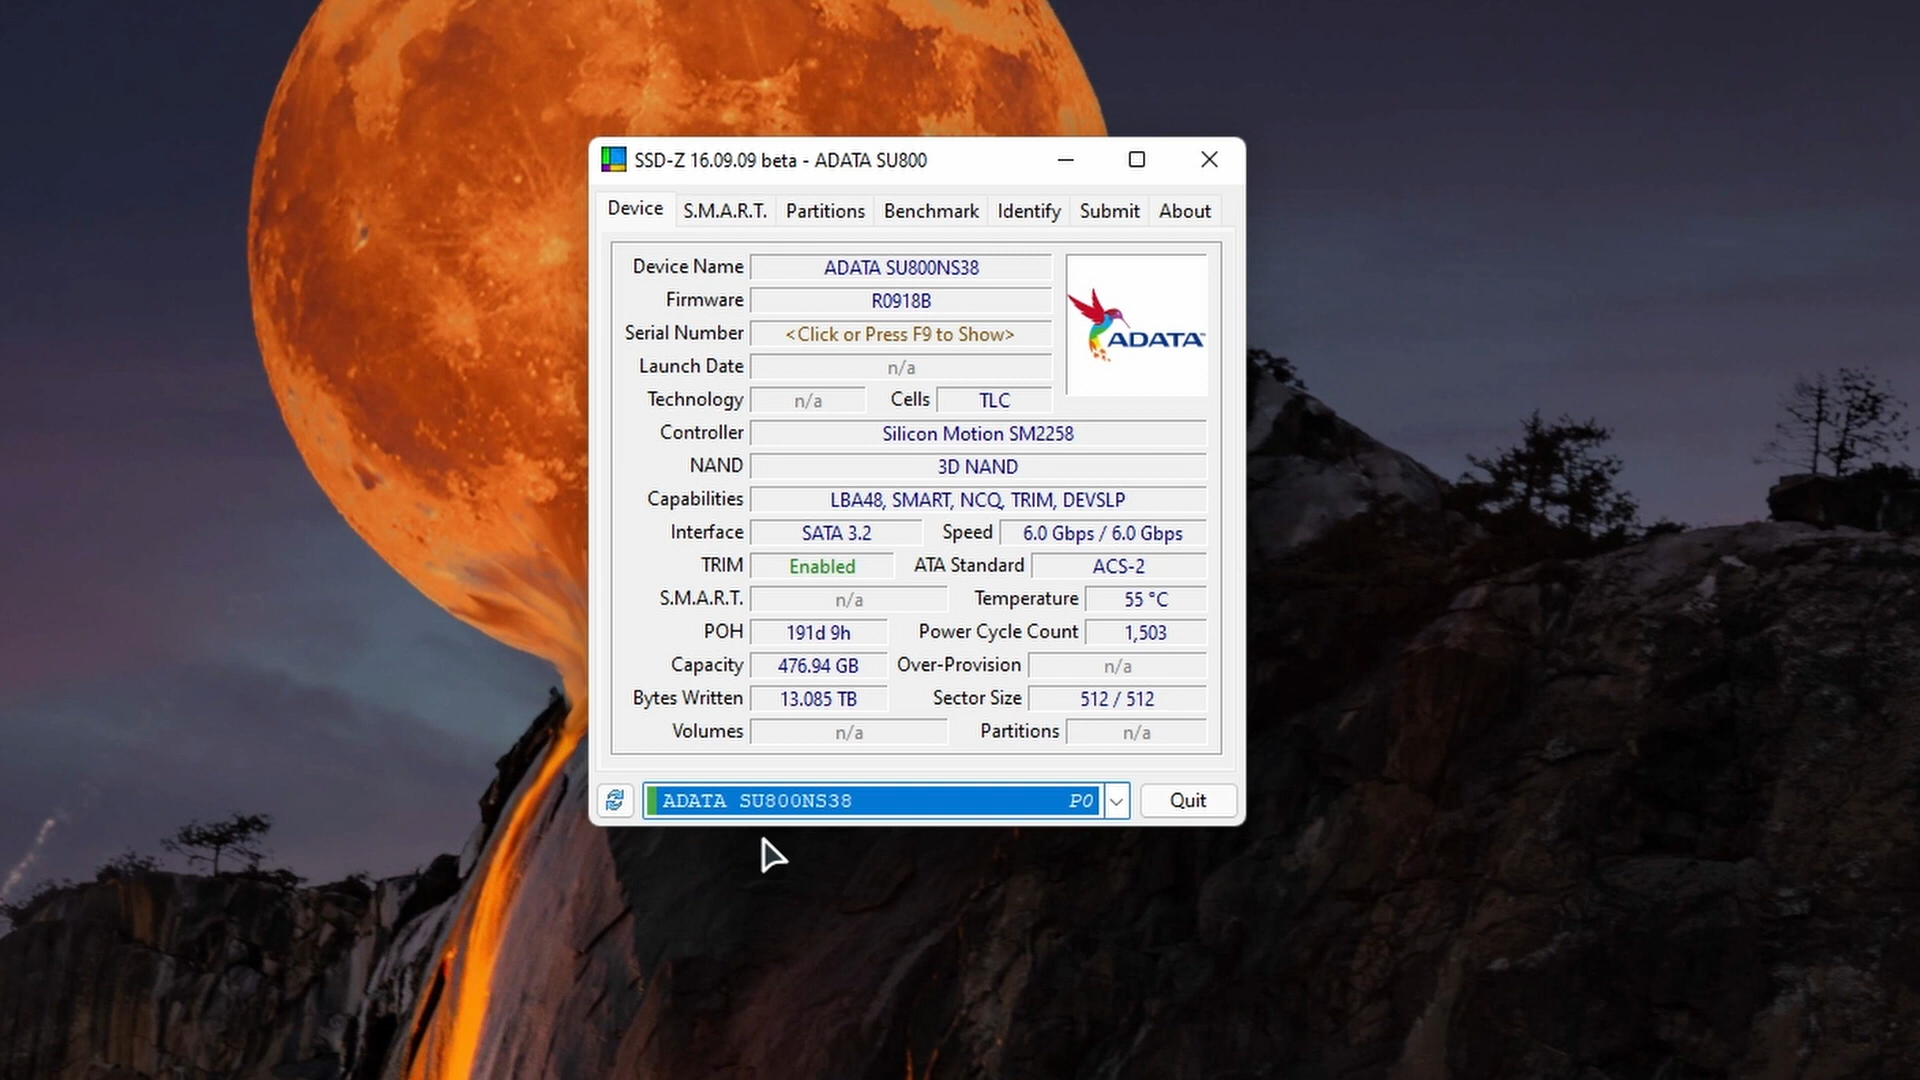 SSD-Z 16.09.09 beta - ADATA SU800
Device S.M.A.R.T. Partitions Benchmark Identify Submit About
Device Name ADATA SU800NS38
Firmware R0918B
Serial Number <Click or Press F9 to Show>
ADATA
Launch Date n/a
Technology n/a Cells TLC
Controller Silicon Motion SM2258
NAND 3D NAND
Capabilities LBA48, SMART, NCQ, TRIM, DEVSLP
Interface SATA 3.2 Speed 6.0 Gbps / 6.0 Gbps
TRIM Enabled ATA Standard ACS-2
S.M.A.R.T. n/a Temperature 55 °C
POH 191d 9h Power Cycle Count 1,503
Capacity 476.94 GB Over-Provision n/a
Bytes Written 13.085 TB Sector Size 512 / 512
Volumes n/a Partitions n/a
ADATA SU800NS38 P0 Quit